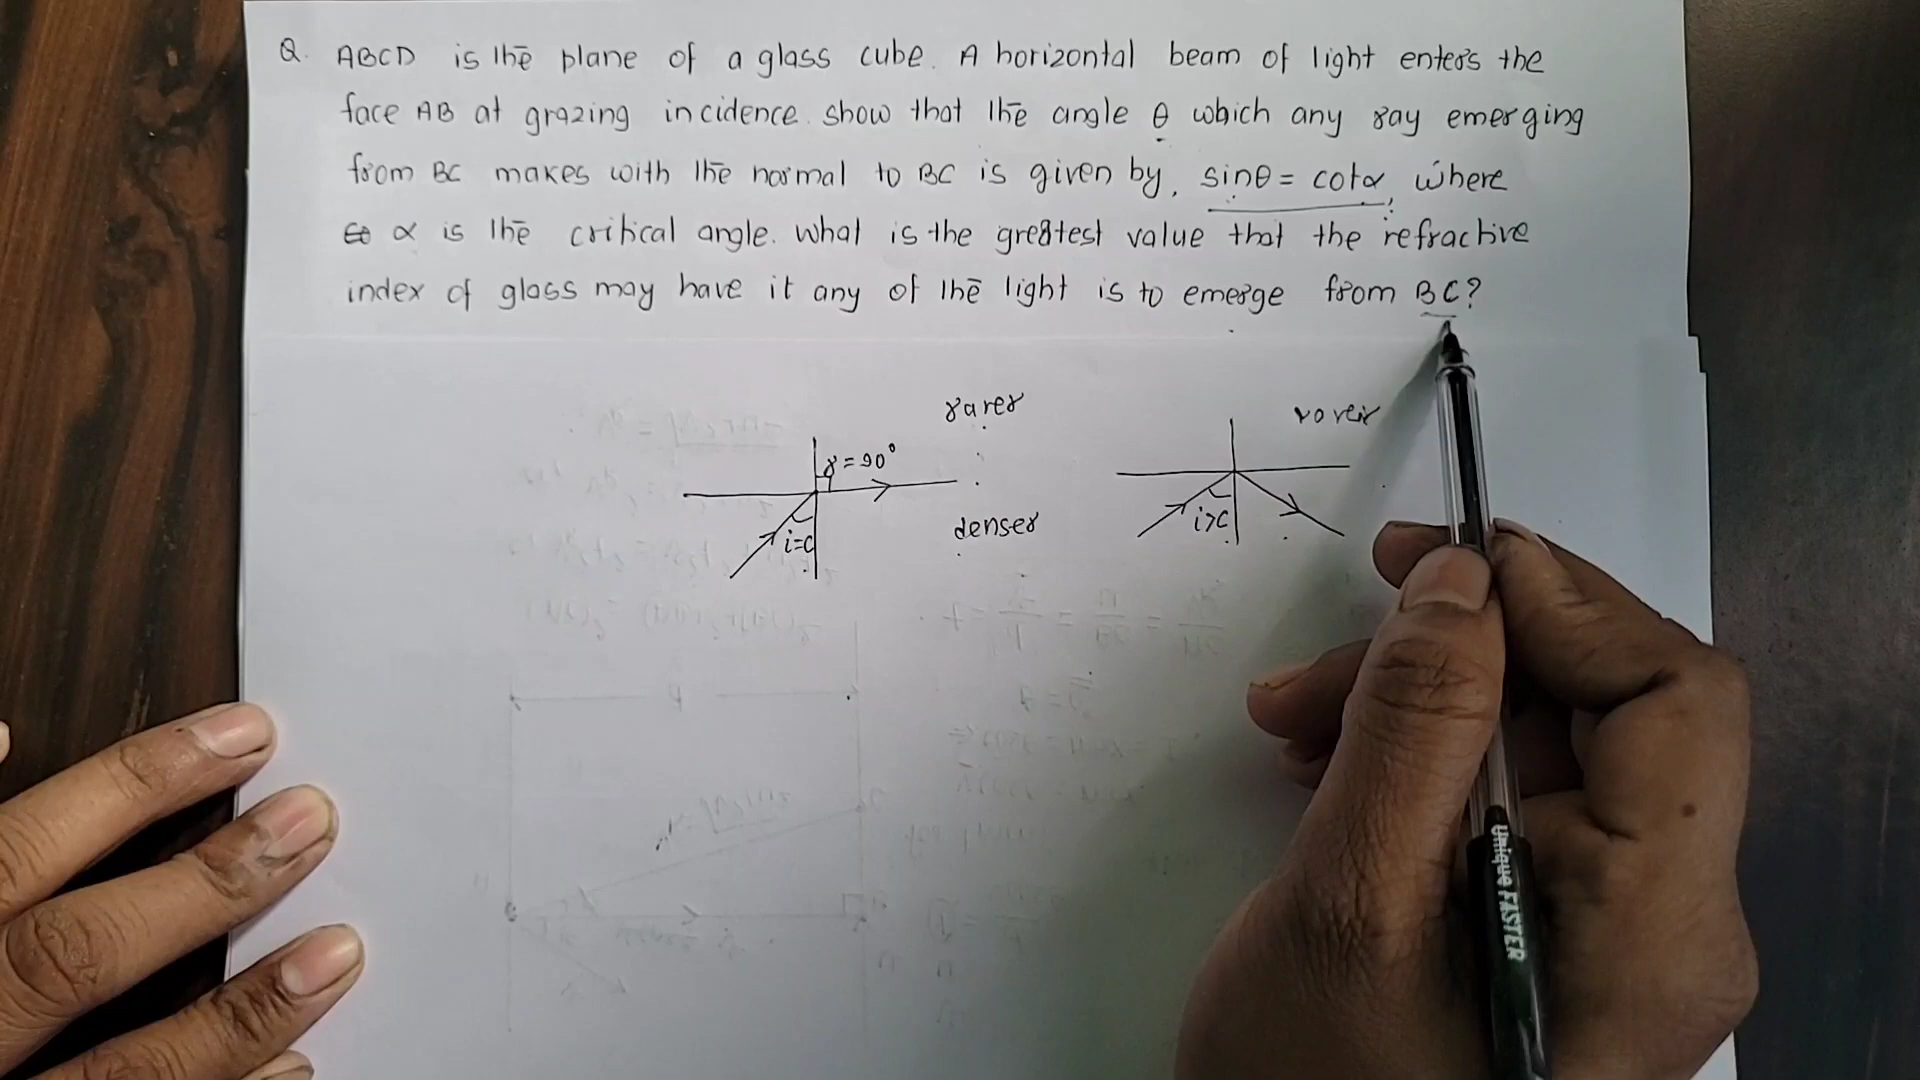 Q. ABCD is the plane of a glass cube. A horizontal beam of light enters the
face AB at grazing incidence. show that the angle θ which any ray emerging
from BC makes with the normal to BC is given by, sinθ = cotα, where
α is the critical angle. what is the greatest value that the refractive
index of glass may have it any of the light is to emerge from BC?
rarer
r = 90°
i=c
denser
i>c
Unique FASTER